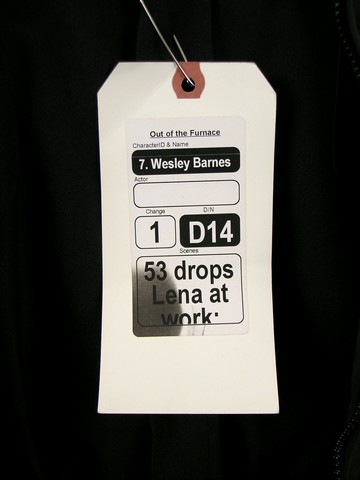 Out of the Furnace
CharacterID & Name
7. Wesley Barnes
Actor
Change
D/N
1
D14
Scenes
53 drops
Lena at
work: